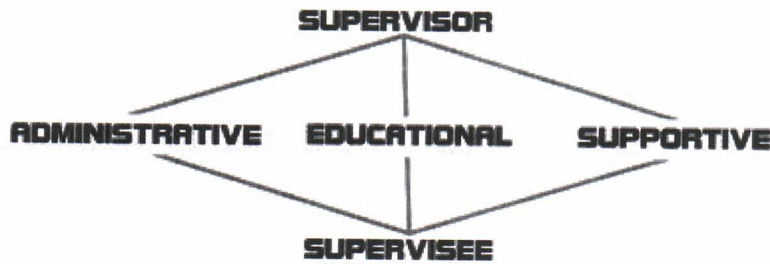 SUPERVISOR
ADMINISTRATIVE EDUCATIONAL SUPPORTIVE
SUPERVISEE